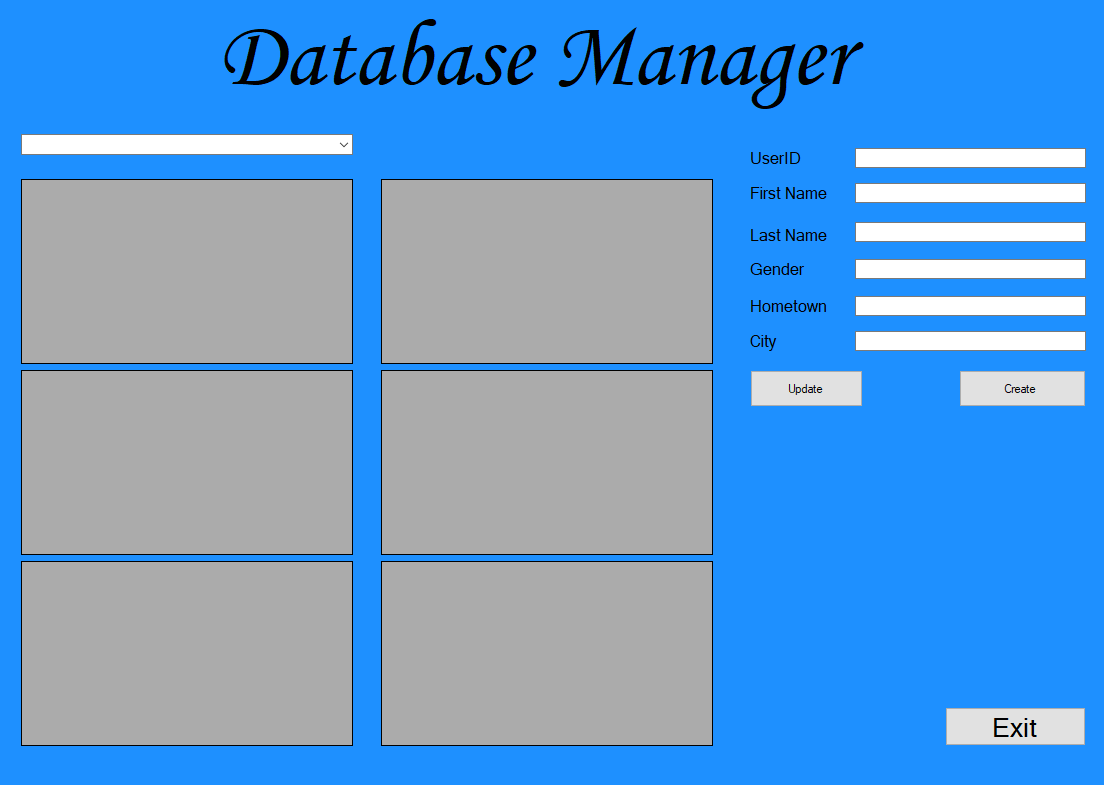 Database Manager
UserID
First Name
Last Name
Gender
Hometown
City
Update
Create
Exit